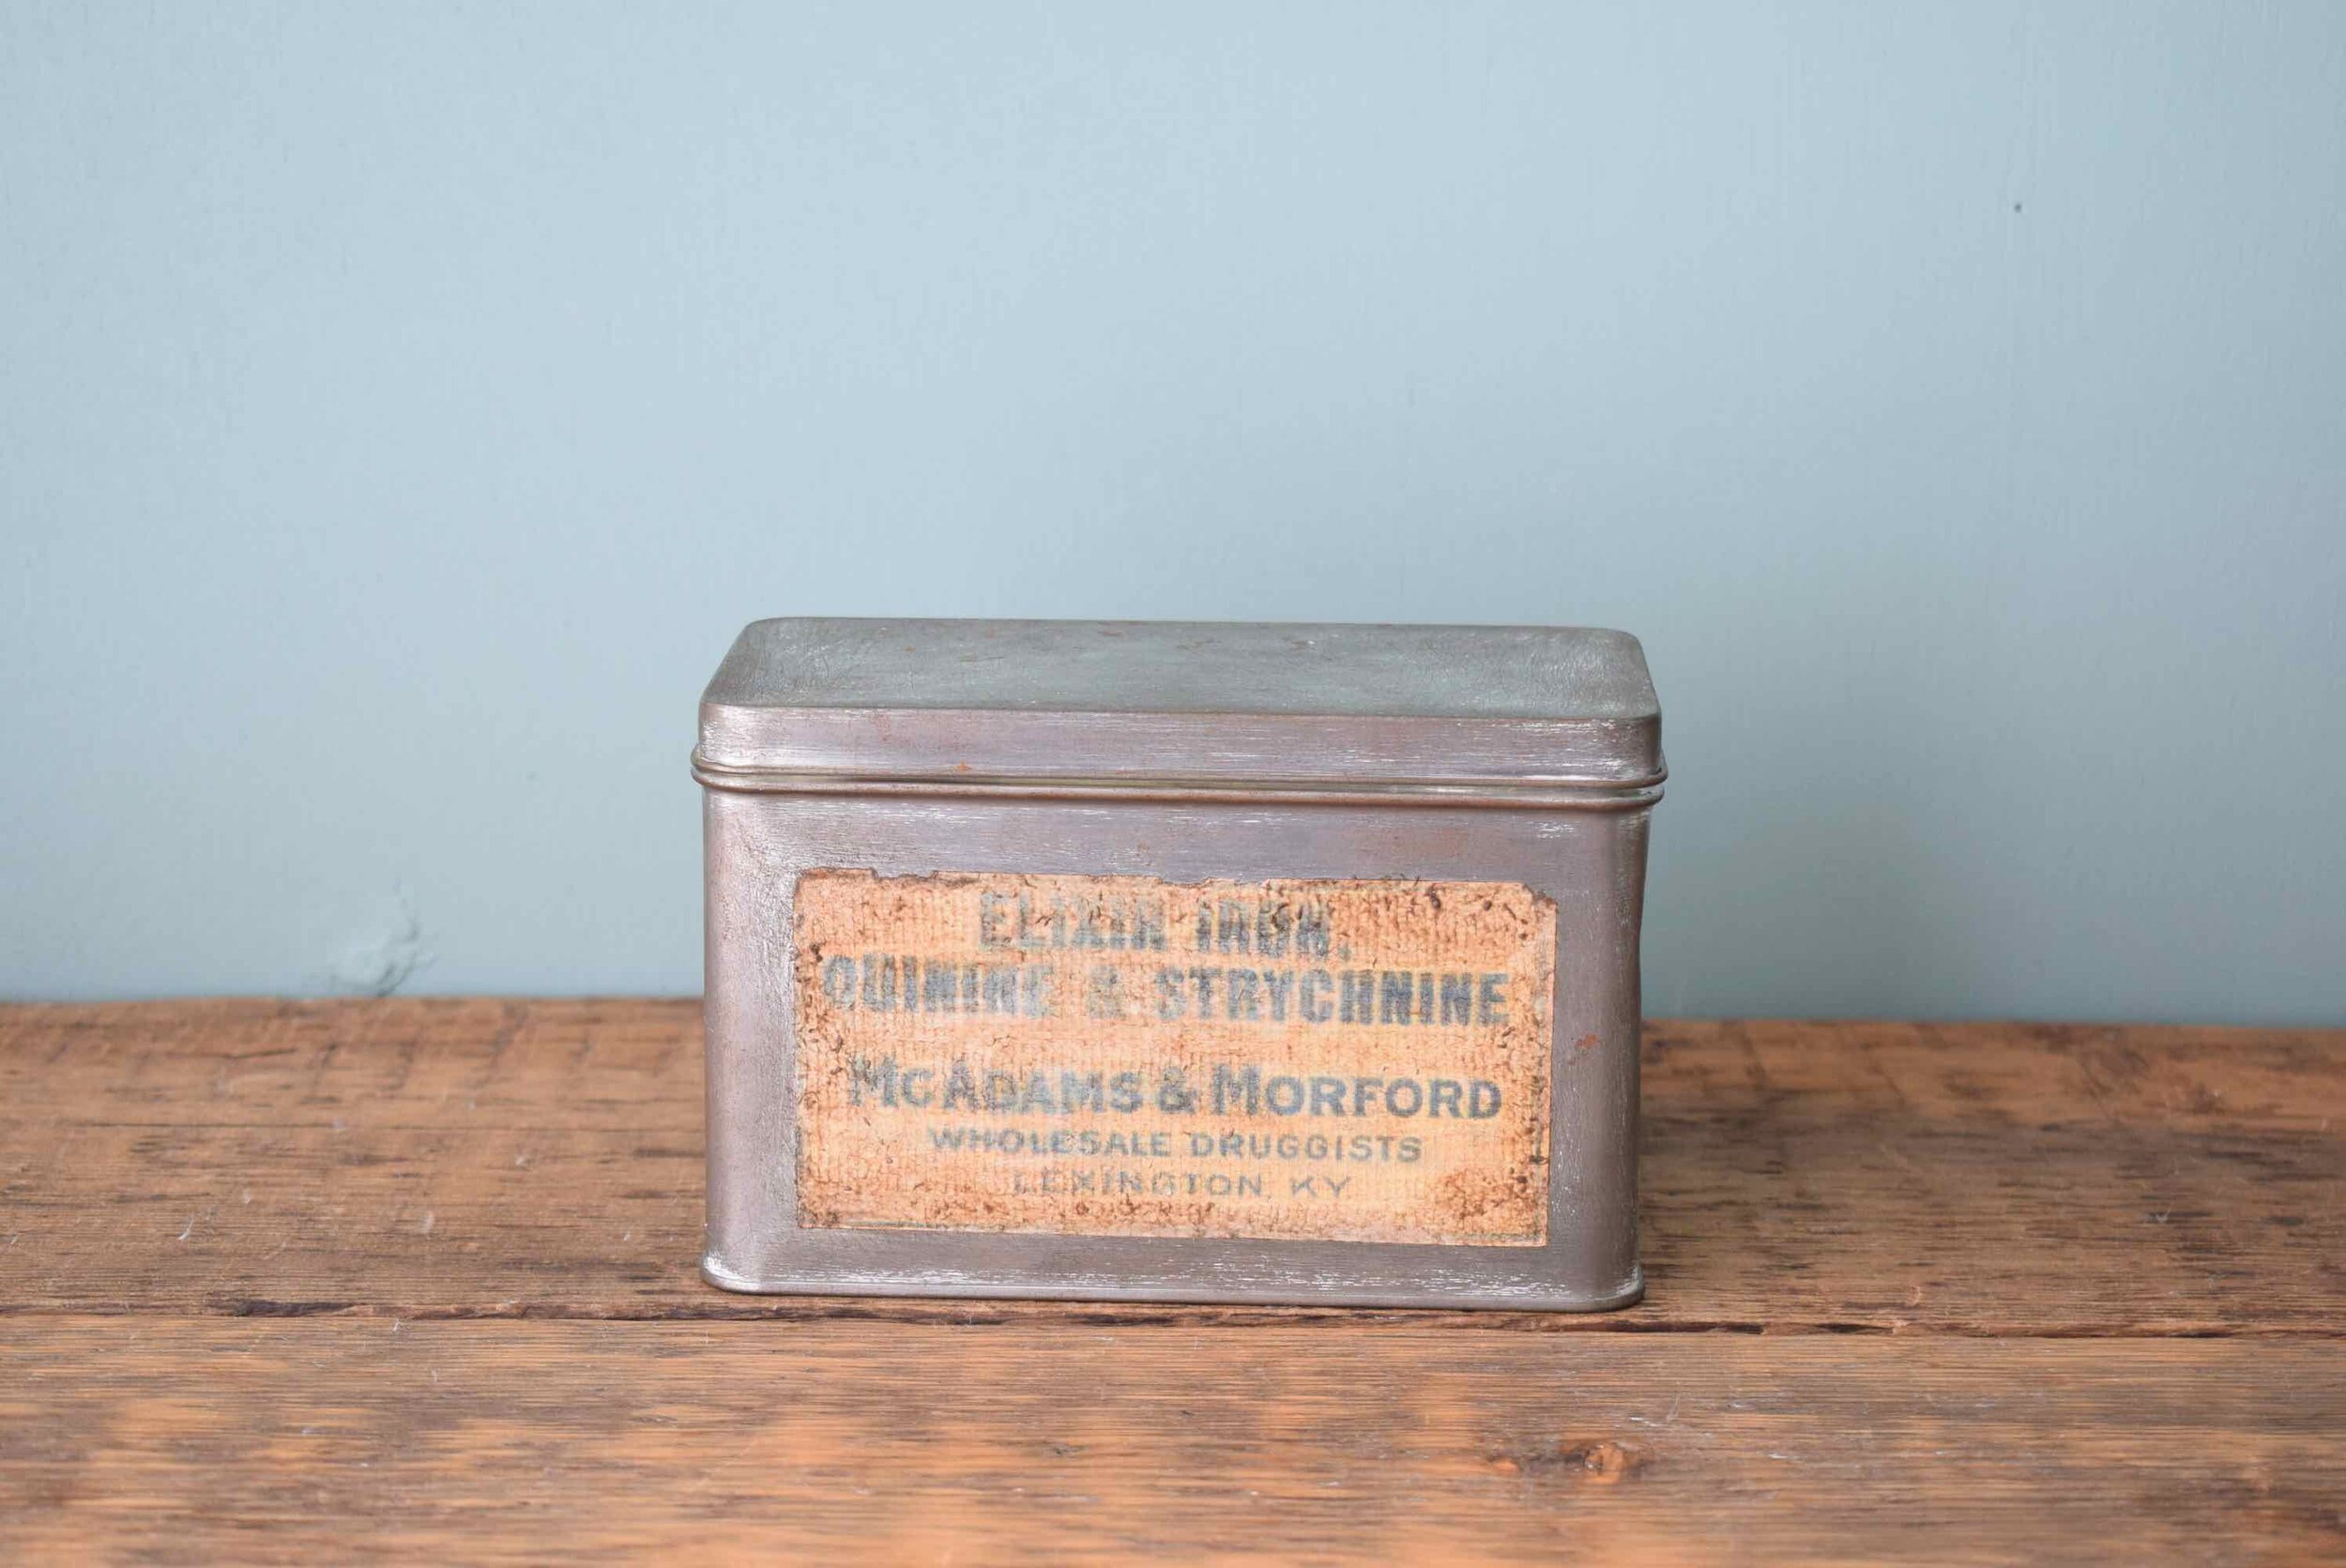 ELIXIR IRON,
QUININE & STRYCHNINE
McADAMS & MORFORD
WHOLESALE DRUGGISTS
LEXINGTON, KY